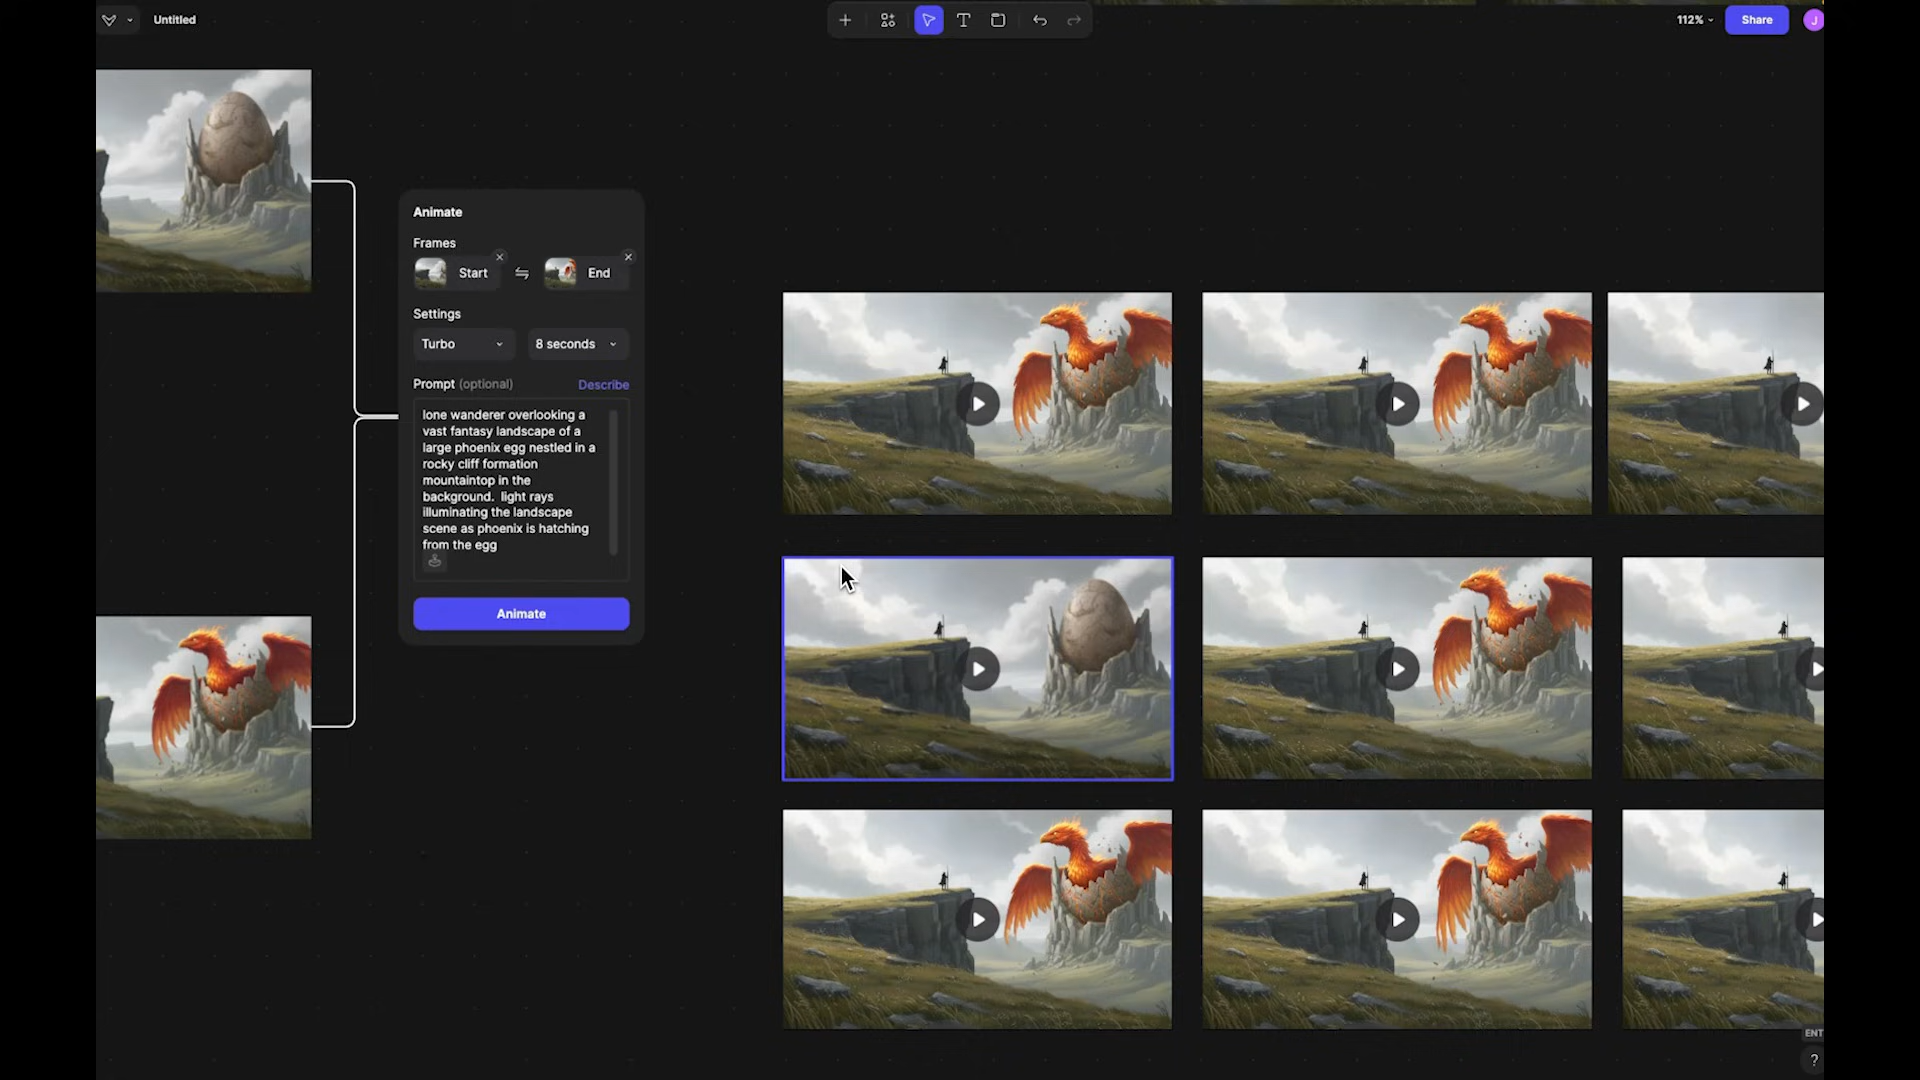 Untitled
112%
Share
J
Animate
Frames
Start
End
Settings
Turbo
8 seconds
Prompt (optional)
Describe
lone wanderer overlooking a
vast fantasy landscape of a
large phoenix egg nestled in a
rocky cliff formation
mountaintop in the
background.  light rays
illuminating the landscape
scene as phoenix is hatching
from the egg
Animate
ENT
?